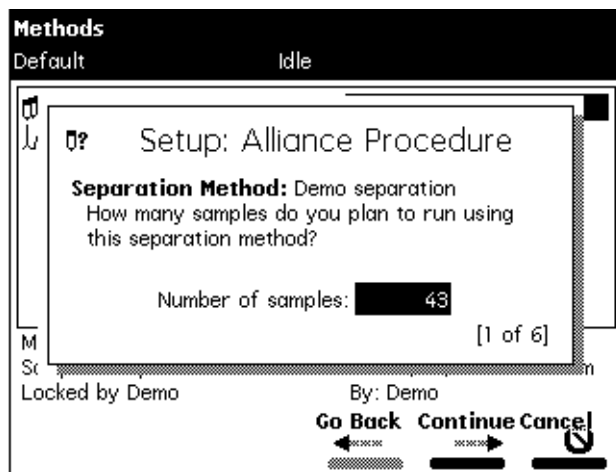 Methods
Default Idle
Setup: Alliance Procedure
Separation Method: Demo separation
How many samples do you plan to run using
this separation method?
Number of samples: 43
[1 of 6]
Locked by Demo By: Demo
Go Back Continue Cancel